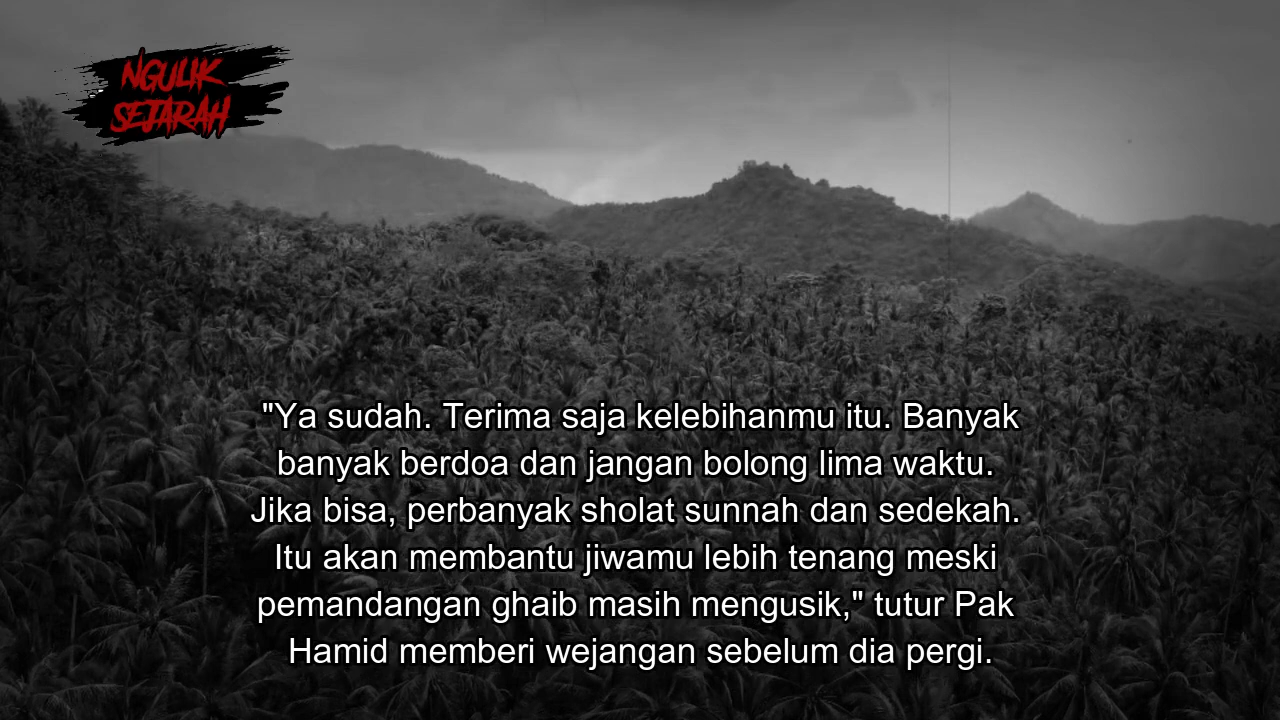 NGULIK
SEJARAH
"Ya sudah. Terima saja kelebihanmu itu. Banyak
banyak berdoa dan jangan bolong lima waktu.
Jika bisa, perbanyak sholat sunnah dan sedekah.
Itu akan membantu jiwamu lebih tenang meski
pemandangan ghaib masih mengusik," tutur Pak
Hamid memberi wejangan sebelum dia pergi.